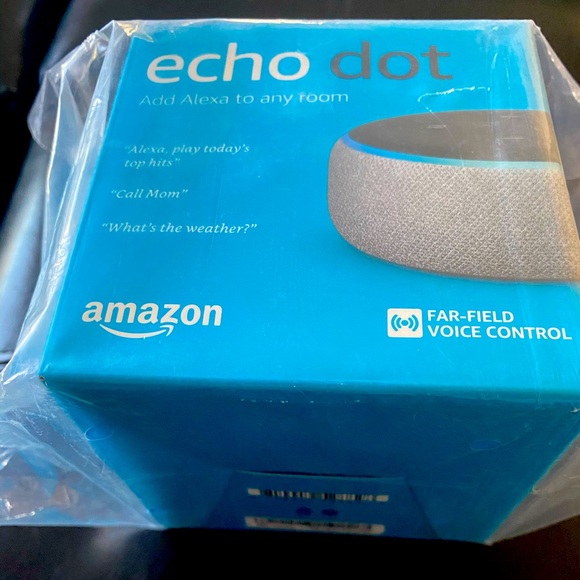 echo dot
Add Alexa to any room
"Alexa, play today's
top hits"
"Call Mom"
"What's the weather?"
amazon
FAR-FIELD
VOICE CONTROL